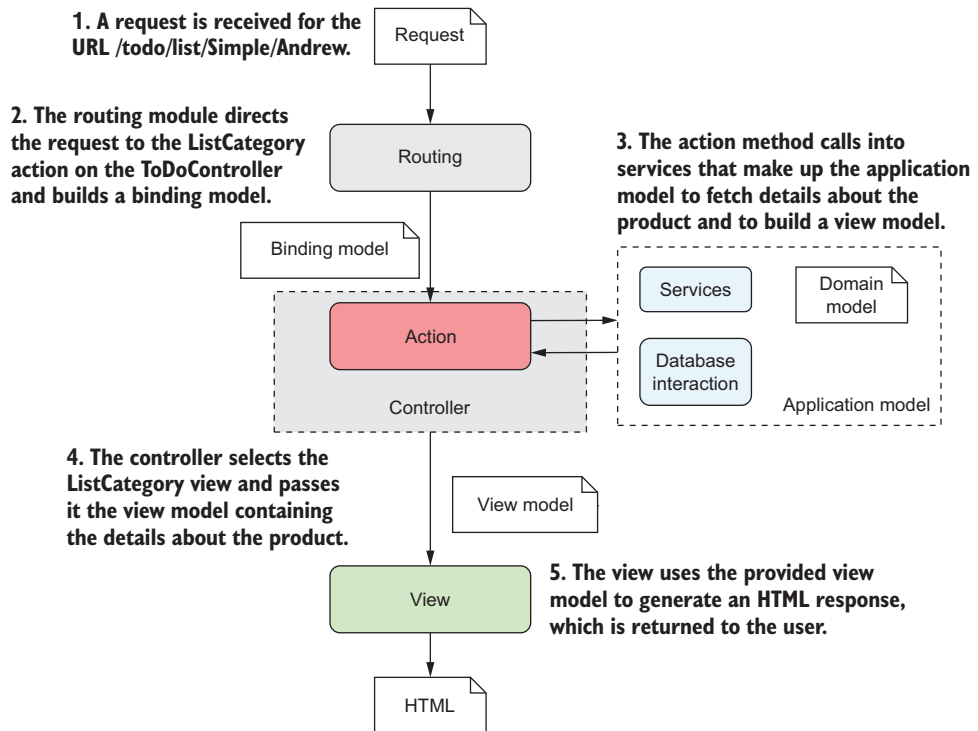 1. A request is received for the
URL /todo/list/Simple/Andrew.
Request
2. The routing module directs
the request to the ListCategory
action on the ToDoController
and builds a binding model.
Routing
3. The action method calls into
services that make up the application
model to fetch details about the
product and to build a view model.
Binding model
Services
Domain
model
Action
Database
interaction
Controller
Application model
4. The controller selects the
ListCategory view and passes
it the view model containing
the details about the product.
View model
View
5. The view uses the provided view
model to generate an HTML response,
which is returned to the user.
HTML